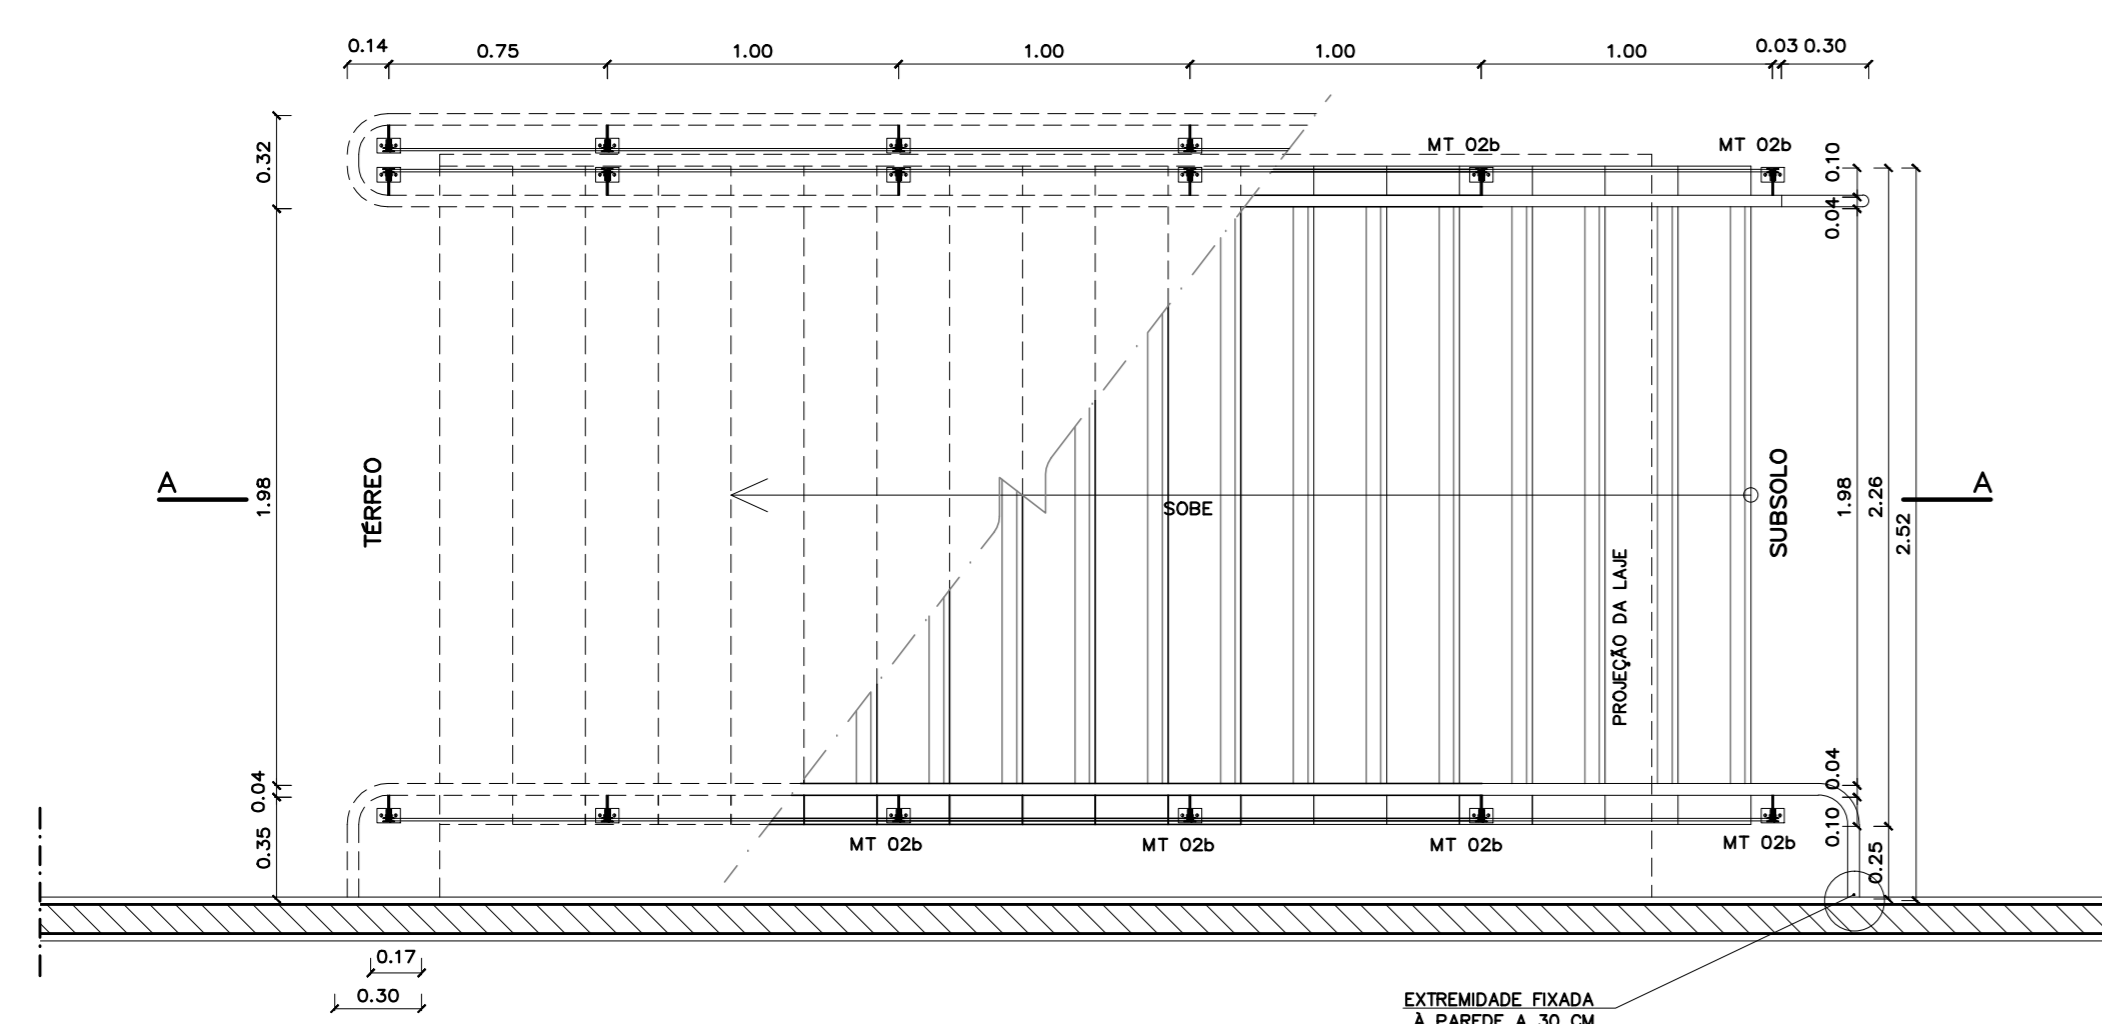 0.14
0.75
1.00
1.00
1.00
1.00
0.03 0.30
0.32
MT 02b
MT 02b
0.10
0.04
A
1.98
TÉRREO
SOBE
PROJEÇÃO DA LAJE
SUBSOLO
1.98
2.26
2.52
A
0.04
0.35
0.04
0.10
0.25
MT 02b
MT 02b
MT 02b
MT 02b
0.17
0.30
EXTREMIDADE FIXADA
À PAREDE A 30 CM